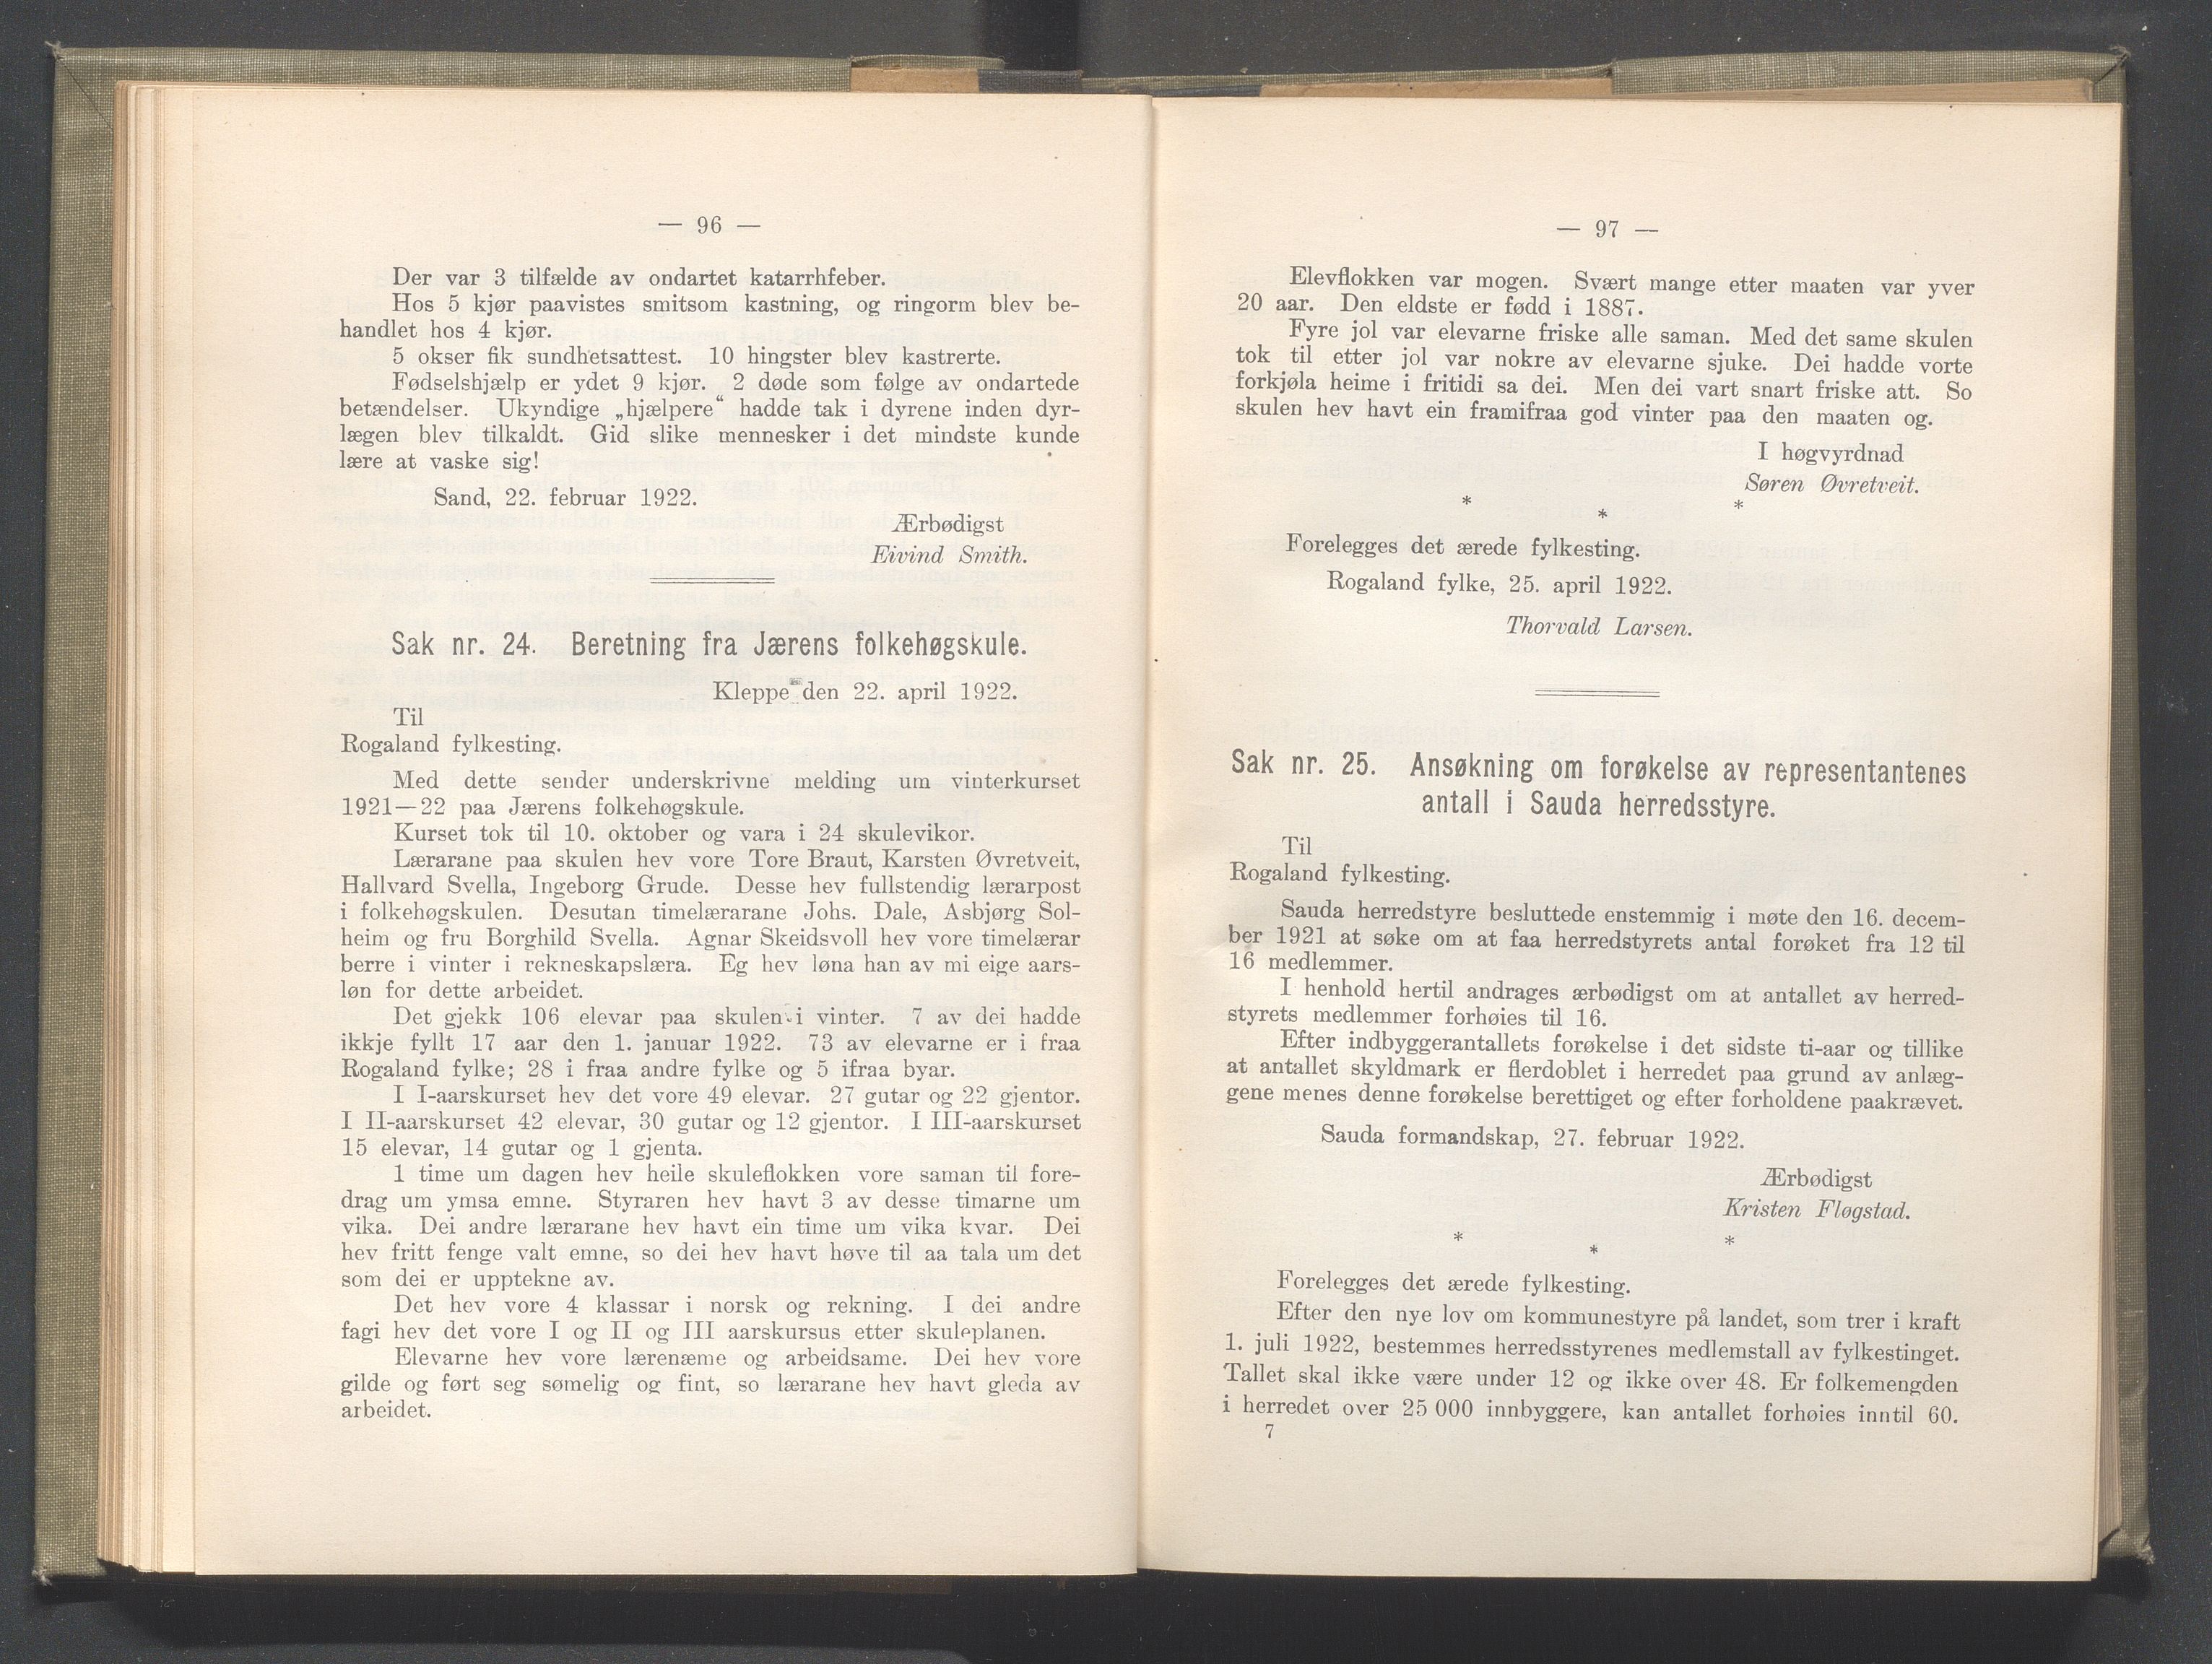 — 96 —
Der var 3 tilfælde av ondartet katarrhfeber.
Hos 5 kjør paavistes smitsom kastning, og ringorm blev be-
handlet hos 4 kjør.
5 okser fik sundhetsattest. 10 hingster blev kastrerte.
Fødselshjælp er ydet 9 kjør. 2 døde som følge av ondartede
betændelser. Ukyndige „hjælpere“ hadde tak i dyrene inden dyr-
lægen blev tilkaldt. Gid slike mennesker i det mindste kunde
lære at vaske sig!
Sand, 22. februar 1922.
Ærbødigst
Eivind Smith.
Sak nr. 24. Beretning fra Jærens folkehøgskule.
Kleppe den 22. april 1922.
Til
Rogaland fylkesting.
Med dette sender underskrivne melding um vinterkurset
1921—22 paa Jærens folkehøgskule.
Kurset tok til 10. oktober og vara i 24 skulevikor.
Lærarane paa skulen hev vore Tore Braut, Karsten Øvretveit,
Hallvard Svella, Ingeborg Grude. Desse hev fullstendig lærarpost
i folkehøgskulen. Desutan timelærarane Johs. Dale, Asbjørg Sol-
heim og fru Borghild Svella. Agnar Skeidsvoll hev vore timelærar
berre i vinter i rekneskapslæra. Eg hev løna han av mi eige aars-
løn for dette arbeidet.
Det gjekk 106 elevar paa skulen i vinter. 7 av dei hadde
ikkje fyllt 17 aar den 1. januar 1922. 73 av elevarne er i fraa
Rogaland fylke; 28 i fraa andre fylke og 5 ifraa byar.
I I-aarskurset hev det vore 49 elevar. 27 gutar og 22 gjentor.
I II-aarskurset 42 elevar, 30 gutar og 12 gjentor. I III-aarskurset
15 elevar, 14 gutar og 1 gjenta.
1 time um dagen hev heile skuleflokken vore saman til fore-
drag um ymsa emne. Styraren hev havt 3 av desse timarne um
vika. Dei andre lærarane hev havt ein time um vika kvar. Dei
hev fritt fenge valt emne, so dei hev havt høve til aa tala um det
som dei er upptekne av.
Det hev vore 4 klassar i norsk og rekning. I dei andre
fagi hev det vore I og II og III aarskursus etter skuleplanen.
Elevarne hev vore lærenæme og arbeidsame. Dei hev vore
gilde og ført seg sømelig og fint, so lærarane hev havt gleda av
arbeidet.
— 97 —
Elevflokken var mogen. Svært mange etter maaten var yver
20 aar. Den eldste er fødd i 1887.
Fyre jol var elevarne friske alle saman. Med det same skulen
tok til etter jol var nokre av elevarne sjuke. Dei hadde vorte
forkjøla heime i fritidi sa dei. Men dei vart snart friske att. So
skulen hev havt ein framifraa god vinter paa den maaten og.
I høgvyrdnad
Søren Øvretveit.
* * *
Forelegges det ærede fylkesting.
Rogaland fylke, 25. april 1922.
Thorvald Larsen.
Sak nr. 25. Ansøkning om forøkelse av representantenes
antall i Sauda herredsstyre.
Til
Rogaland fylkesting.
Sauda herredstyre besluttede enstemmig i møte den 16. decem-
ber 1921 at søke om at faa herredstyrets antal forøket fra 12 til
16 medlemmer.
I henhold hertil andrages ærbødigst om at antallet av herred-
styrets medlemmer forhøies til 16.
Efter indbyggerantallets forøkelse i det sidste ti-aar og tillike
at antallet skyldmark er flerdoblet i herredet paa grund av anlæg-
gene menes denne forøkelse berettiget og efter forholdene paakrævet.
Sauda formandskap, 27. februar 1922.
Ærbødigst
Kristen Fløgstad.
* * *
Forelegges det ærede fylkesting.
Efter den nye lov om kommunestyre på landet, som trer i kraft
1. juli 1922, bestemmes herredsstyrenes medlemstall av fylkestinget.
Tallet skal ikke være under 12 og ikke over 48. Er folkemengden
i herredet over 25 000 innbyggere, kan antallet forhøies inntil 60.
7